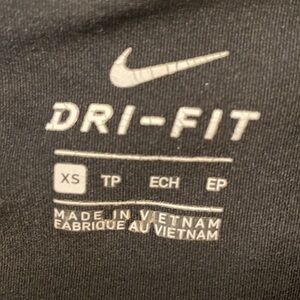 DRI-FIT
XS TP ECH EP
MADE IN VIETNAM
FABRIQUE AU VIETNAM